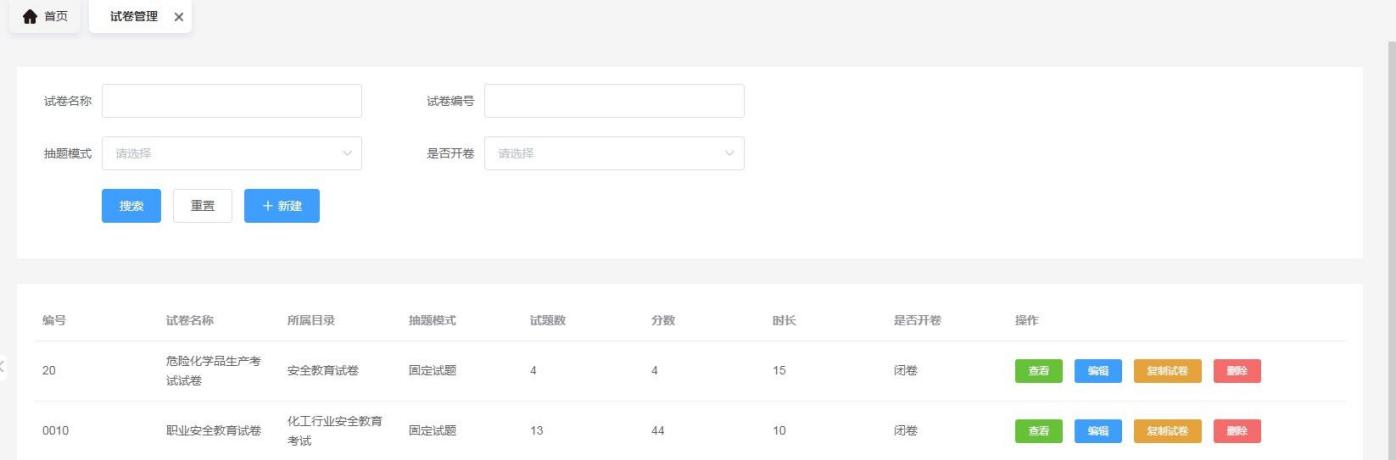 首页 试卷管理
试卷名称 试卷编号
抽题模式 请选择 是否开卷 请选择
搜索 重置 + 新建
编号 试卷名称 所属目录 抽题模式 试题数 分数 时长 是否开卷 操作
20 危险化学品生产考 安全教育试卷 固定试题 4 4 15 闭卷 查看 编辑 复制试卷 删除
试试卷
0010 职业安全教育试卷 化工行业安全教育 固定试题 13 44 10 闭卷 查看 编辑 复制试卷 删除
考试